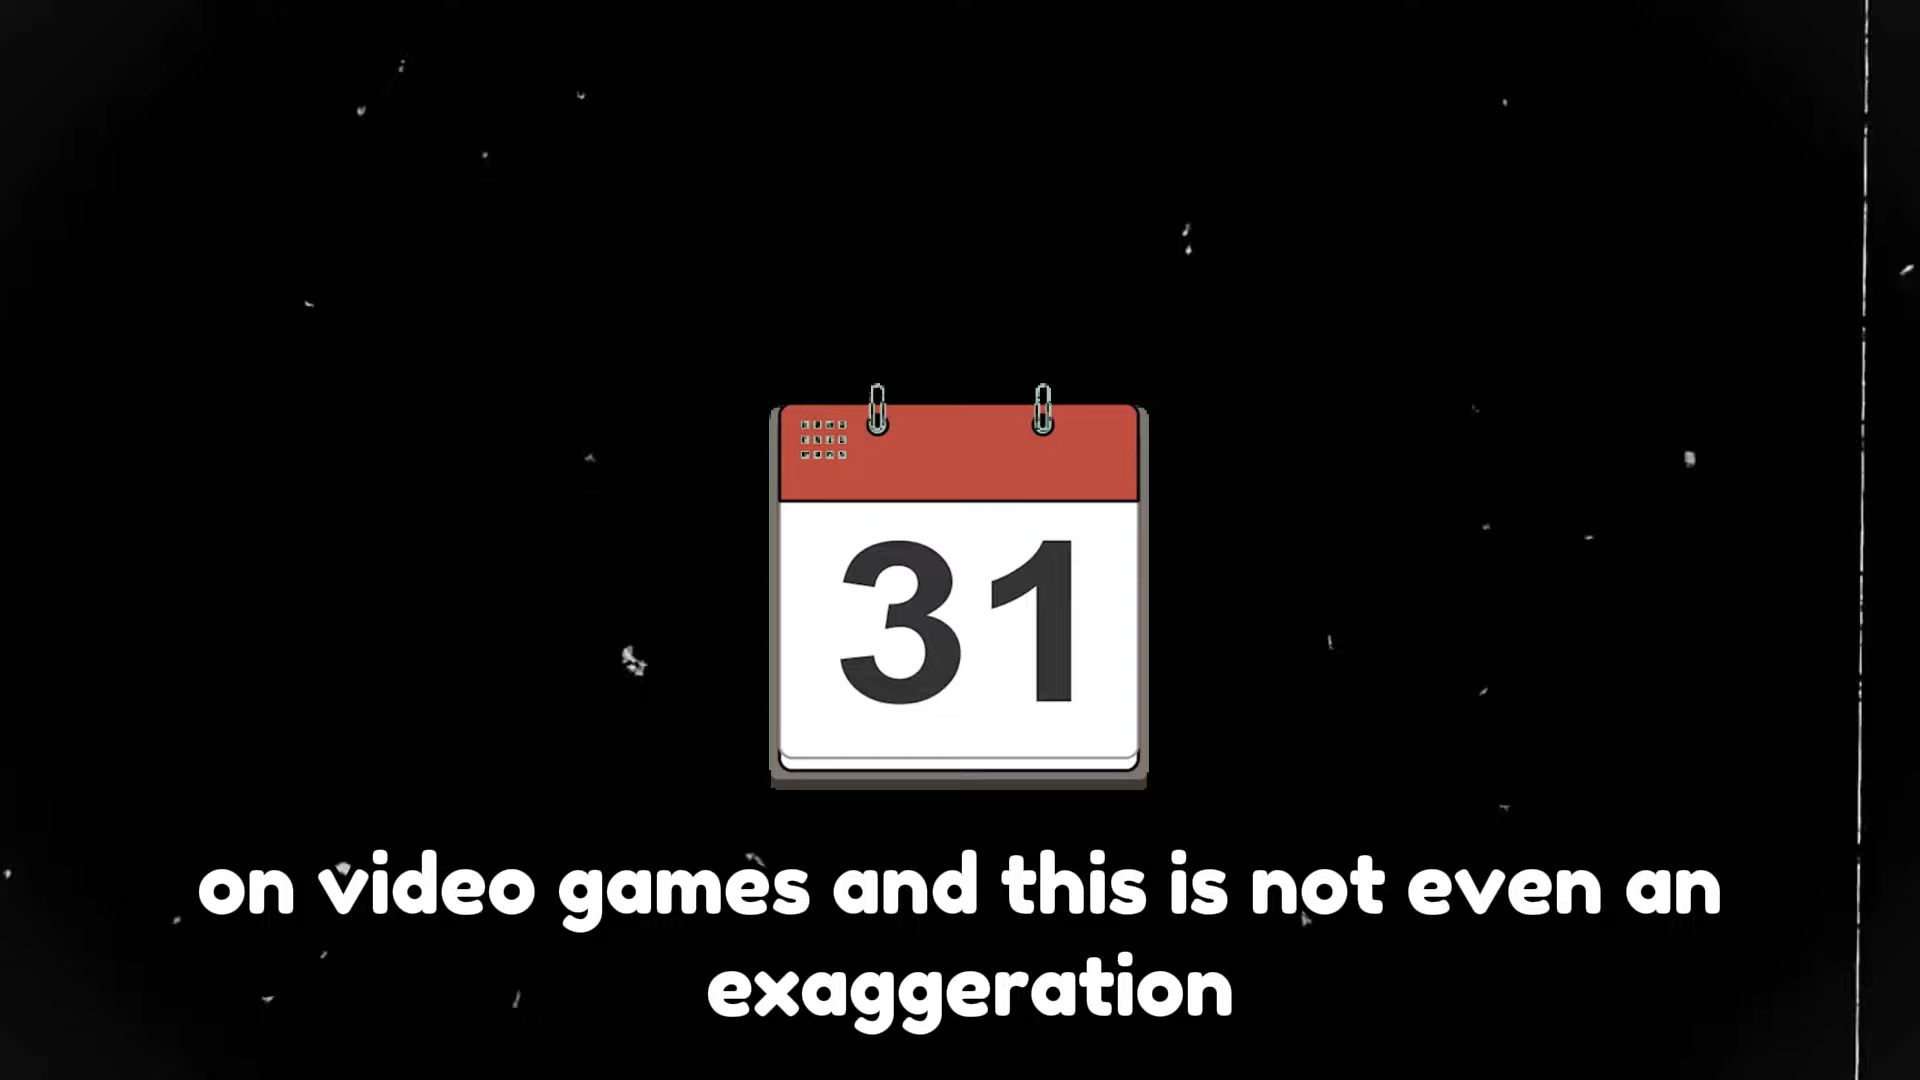 31
on video games and this is not even an
exaggeration